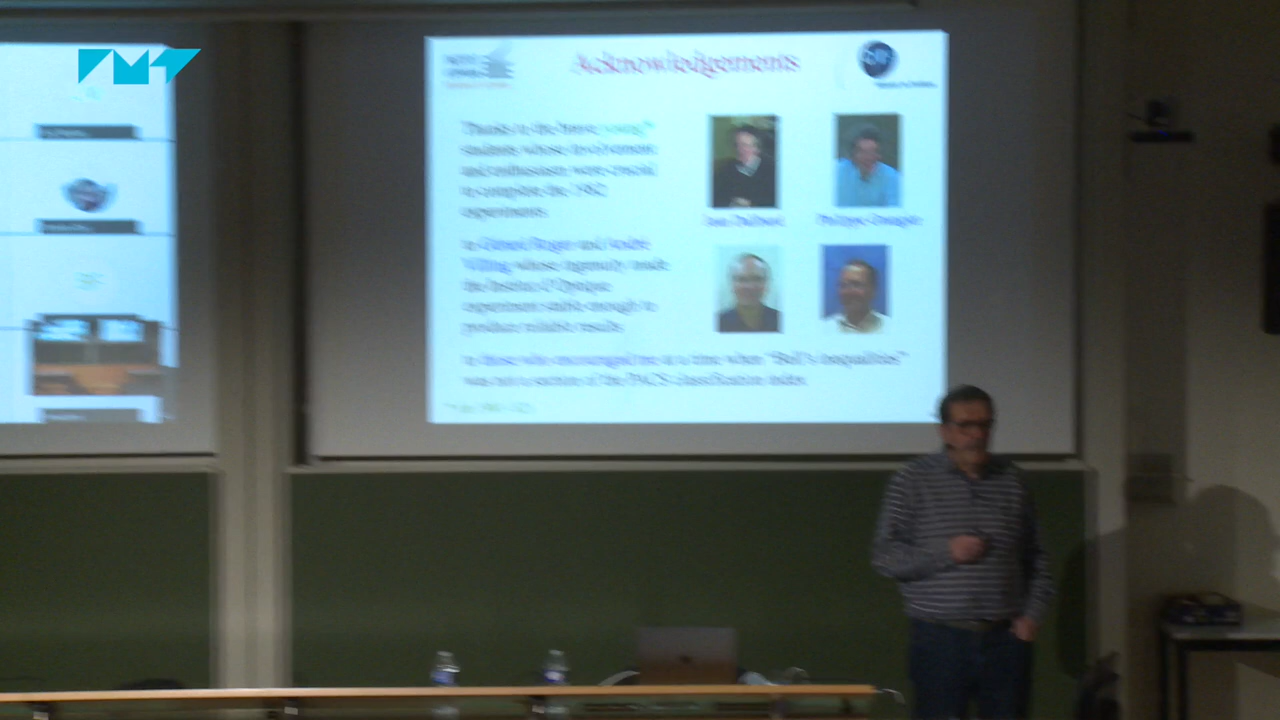 Acknowledgements
Thanks to the brave young*
students whose involvement
and enthusiasm were crucial
to complete the 1982
experiments
Jean Dalibard
Philippe Grangier
to Gérard Roger and André
Villing whose ingenuity made
the Institut d'Optique
experiment stable enough to
produce reliable results
to those who encouraged me at a time when "Bell's inequalities"
was not a section of the PACS classification index